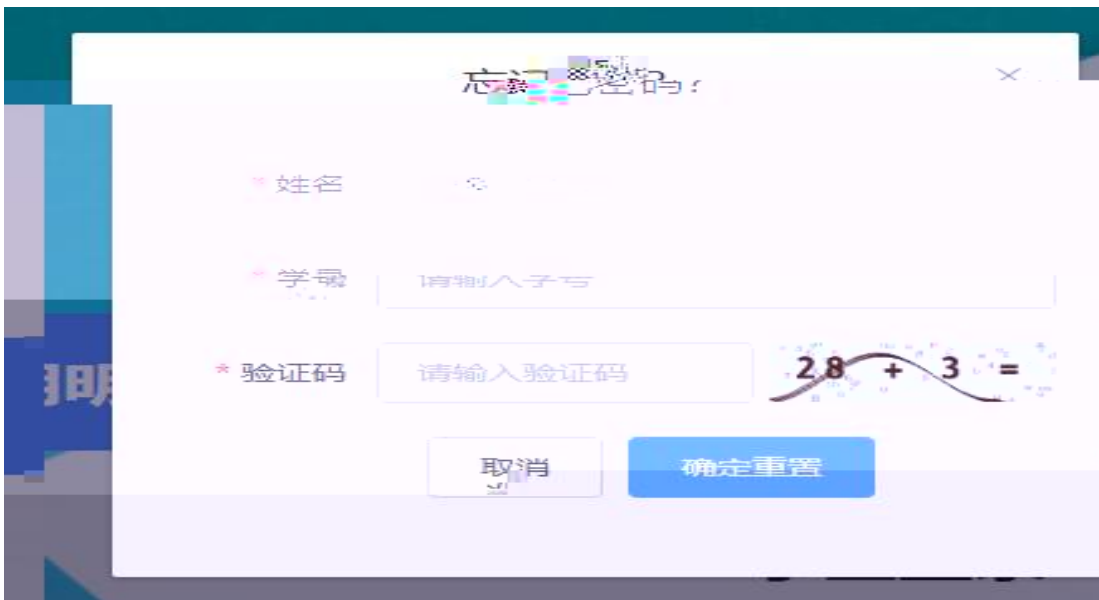 忘记密码?
* 姓名
* 学号 请输入学号
* 验证码 请输入验证码 28 + 3 =
取消 确定重置